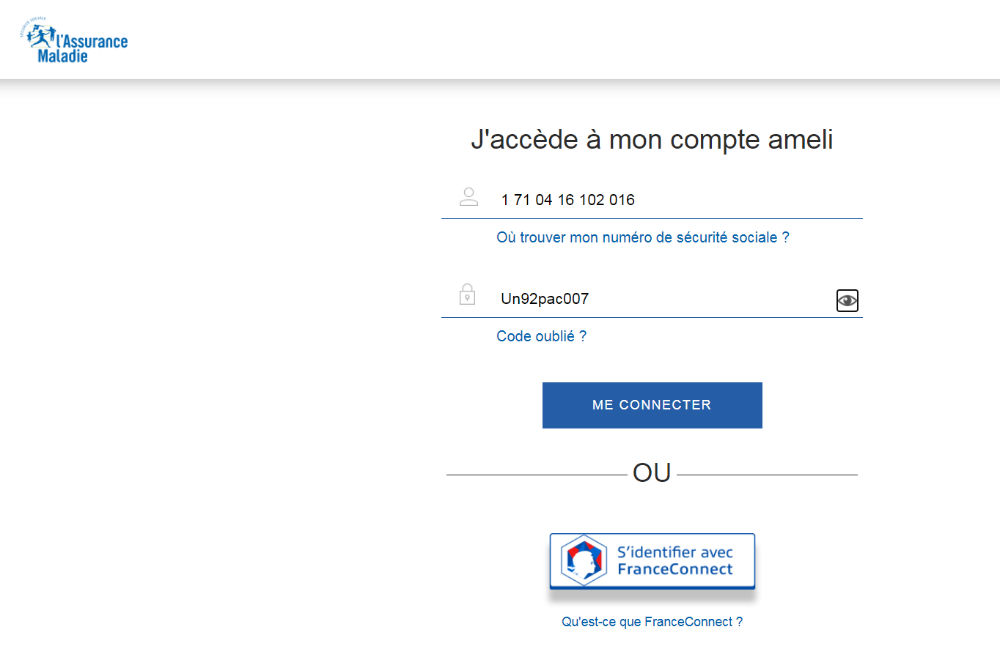 SÉCURITÉ SOCIALE
l'Assurance
Maladie
J'accède à mon compte ameli
1 71 04 16 102 016
Où trouver mon numéro de sécurité sociale ?
Un92pac007
Code oublié ?
ME CONNECTER
OU
S'identifier avec
FranceConnect
Qu'est-ce que FranceConnect ?